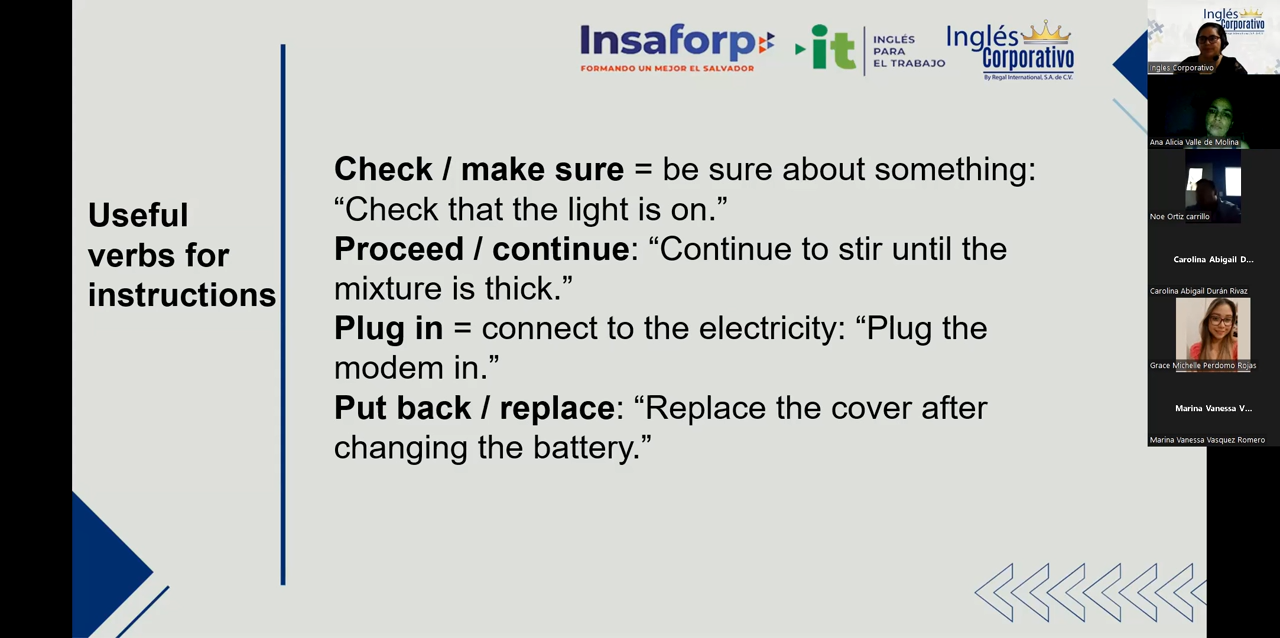 Insaforp
FORMANDO UN MEJOR EL SALVADOR
it
INGLÉS
PARA
EL TRABAJO
Inglés
Corporativo
By Regal International, S.A. de C.V.
Useful
verbs for
instructions
Check / make sure = be sure about something:
“Check that the light is on.”
Proceed / continue: “Continue to stir until the
mixture is thick.”
Plug in = connect to the electricity: “Plug the
modem in.”
Put back / replace: “Replace the cover after
changing the battery.”
Inglés
Corporativo
Inglés Corporativo
Ana Alicia Valle de Molina
Noe Ortiz carrillo
Carolina Abigail D...
Carolina Abigail Durán Rivaz
Grace Michelle Perdomo Rojas
Marina Vanessa V...
Marina Vanessa Vasquez Romero